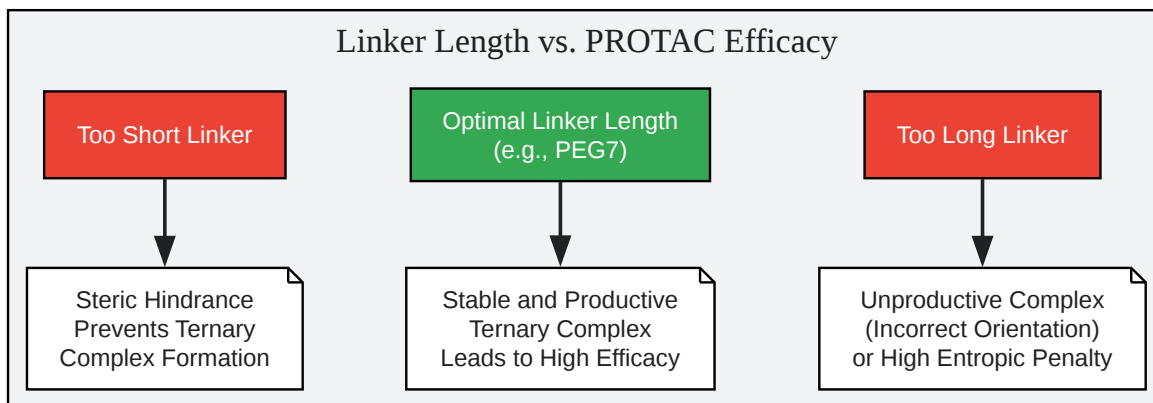 Linker Length vs. PROTAC Efficacy
Too Short Linker
Optimal Linker Length
(e.g., PEG7)
Too Long Linker
Steric Hindrance
Prevents Ternary
Complex Formation
Stable and Productive
Ternary Complex
Leads to High Efficacy
Unproductive Complex
(Incorrect Orientation)
or High Entropic Penalty